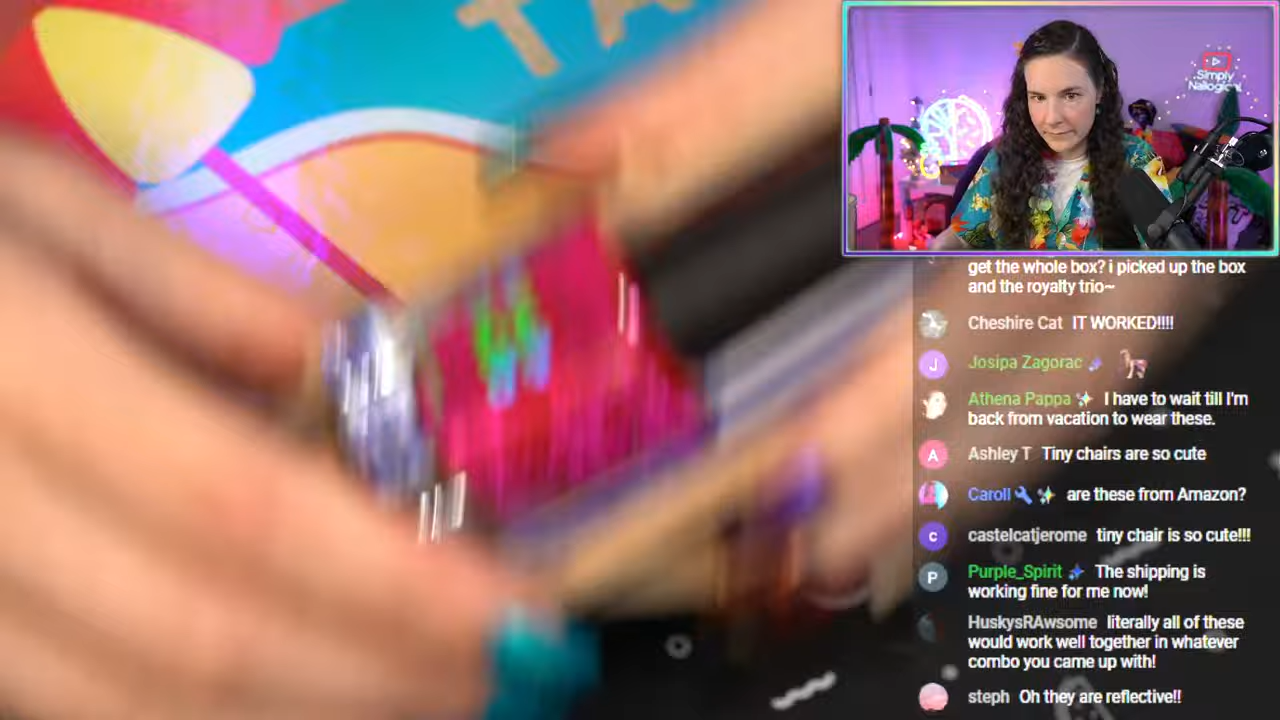 TA
Simply
Nailogical
get the whole box? i picked up the box
and the royalty trio~
Cheshire Cat IT WORKED!!!!
J
Josipa Zagorac
Athena Pappa I have to wait till I'm
back from vacation to wear these.
A
Ashley T Tiny chairs are so cute
Caroll are these from Amazon?
c
castelcatjerome tiny chair is so cute!!!
P
Purple_Spirit The shipping is
working fine for me now!
HuskysRAwsome literally all of these
would work well together in whatever
combo you came up with!
steph Oh they are reflective!!